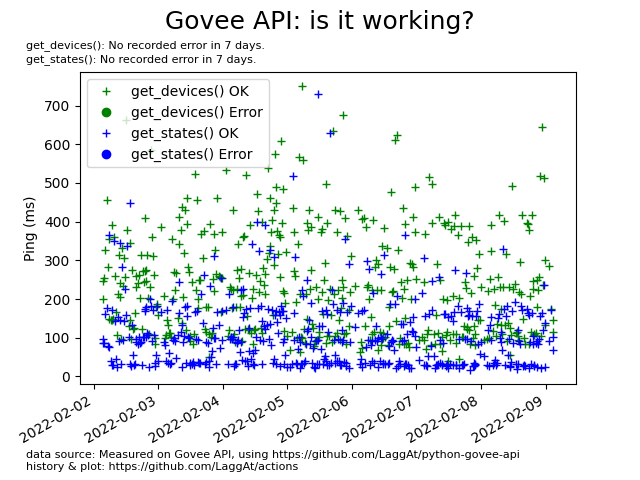 Govee API: is it working?
get_devices(): No recorded error in 7 days.
get_states(): No recorded error in 7 days.
get_devices() OK
get_devices() Error
get_states() OK
get_states() Error
Ping (ms)
700
600
500
400
300
200
100
0
2022-02-02
2022-02-03
2022-02-04
2022-02-05
2022-02-06
2022-02-07
2022-02-08
2022-02-09
data source: Measured on Govee API, using https://github.com/LaggAt/python-govee-api
history & plot: https://github.com/LaggAt/actions